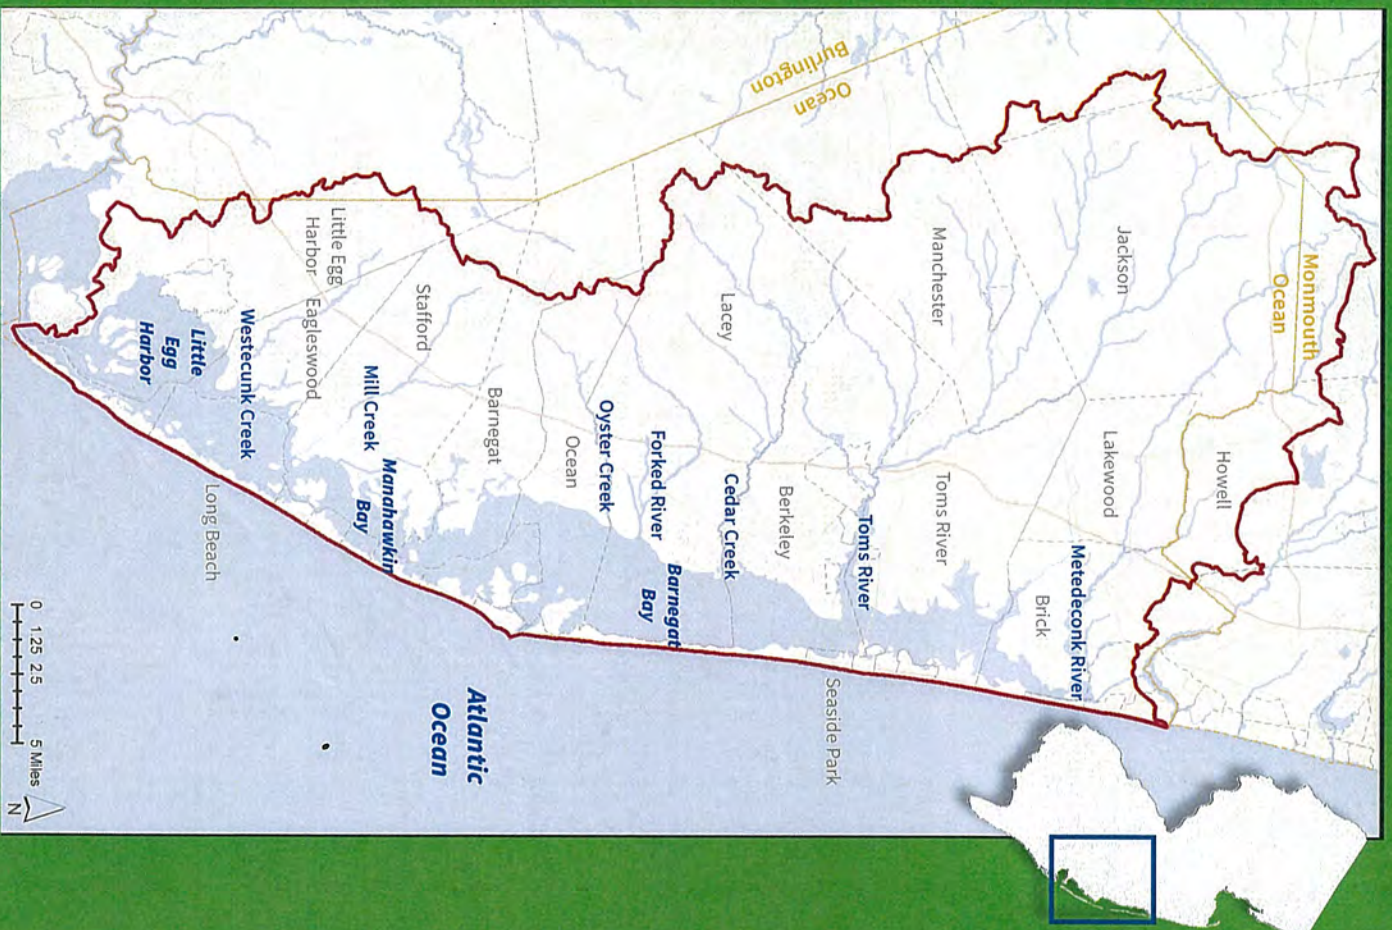 Monmouth
Ocean
Howell
Jackson
Lakewood
Metedeconk River
Brick
Manchester
Toms River
Toms River
Burlington
Ocean
Seaside Park
Berkeley
Lacey
Cedar Creek
Barnegat
Bay
Forked River
Oyster Creek
Ocean
Barnegat
Atlantic
Ocean
Stafford
Manahawkin
Bay
Mill Creek
Little Egg
Harbor
Eagleswood
Westecunk Creek
Long Beach
Little
Egg
Harbor
0 1.25 2.5 5 Miles
N